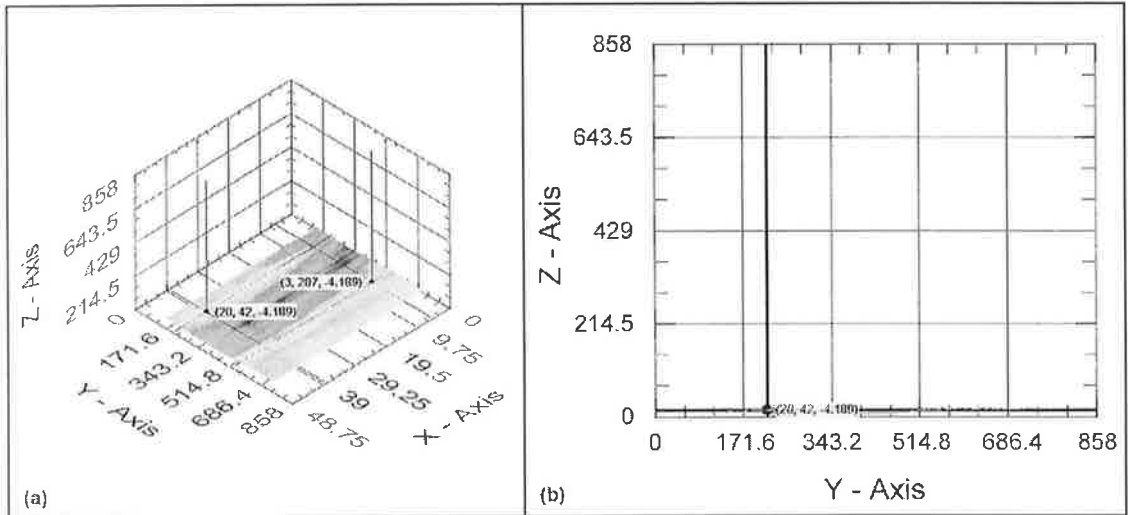 858
643.5
429
214.5
0
Z - Axis
171.6
343.2
514.8
686.4
858
Y - Axis
0
9.75
19.5
29.25
39
48.75
X - Axis
(3, 207, -4.189)
(20, 42, -4.189)
(a)
858
643.5
429
214.5
0
Z - Axis
(20, 42, -4.189)
0
171.6
343.2
514.8
686.4
858
Y - Axis
(b)